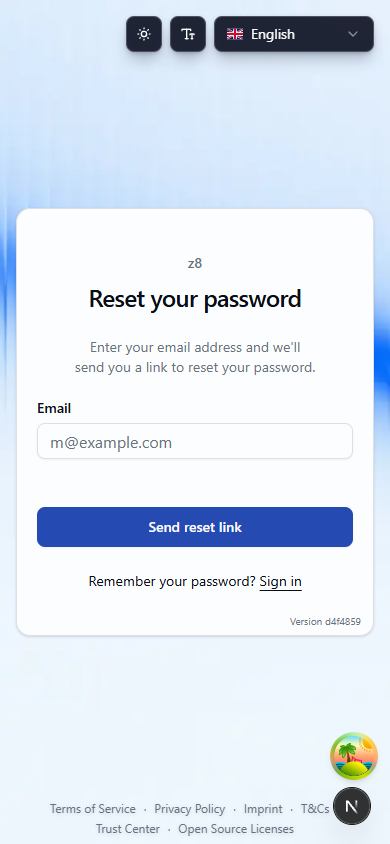 English
z8
Reset your password
Enter your email address and we'll
send you a link to reset your password.
Email
m@example.com
Send reset link
Remember your password? Sign in
Version d4f4859
Terms of Service · Privacy Policy · Imprint · T&Cs
N
Trust Center · Open Source Licenses